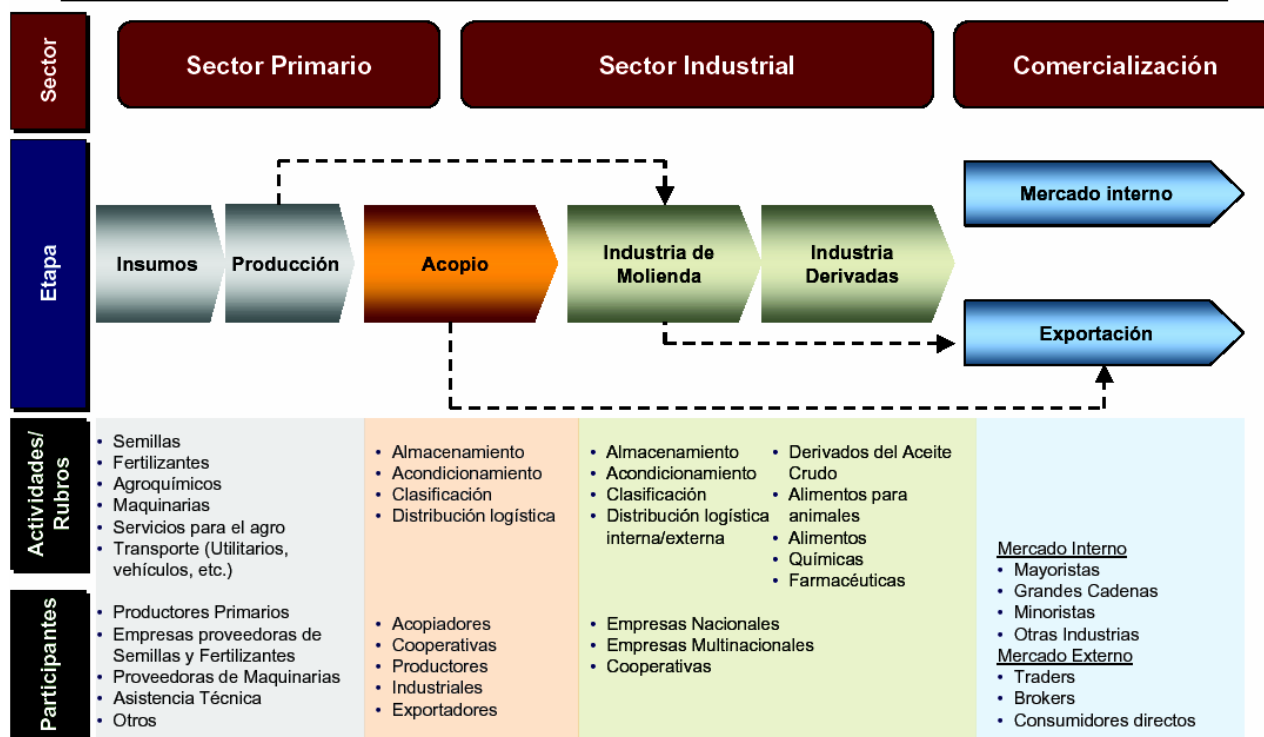 Sector
Sector Primario
Sector Industrial
Comercialización
Etapa
Insumos
Producción
Acopio
Industria de
Molienda
Industria
Derivadas
Mercado interno
Exportación
Actividades/
Rubros
• Semillas
• Fertilizantes
• Agroquímicos
• Maquinarias
• Servicios para el agro
• Transporte (Utilitarios,
vehículos, etc.)
• Almacenamiento
• Acondicionamiento
• Clasificación
• Distribución logística
• Almacenamiento
• Acondicionamiento
• Clasificación
• Distribución logística
interna/externa
• Derivados del Aceite
Crudo
• Alimentos para
animales
• Alimentos
• Químicas
• Farmacéuticas
Participantes
• Productores Primarios
• Empresas proveedoras de
Semillas y Fertilizantes
• Proveedoras de Maquinarias
• Asistencia Técnica
• Otros
• Acopiadores
• Cooperativas
• Productores
• Industriales
• Exportadores
• Empresas Nacionales
• Empresas Multinacionales
• Cooperativas
Mercado Interno
• Mayoristas
• Grandes Cadenas
• Minoristas
• Otras Industrias
Mercado Externo
• Traders
• Brokers
• Consumidores directos